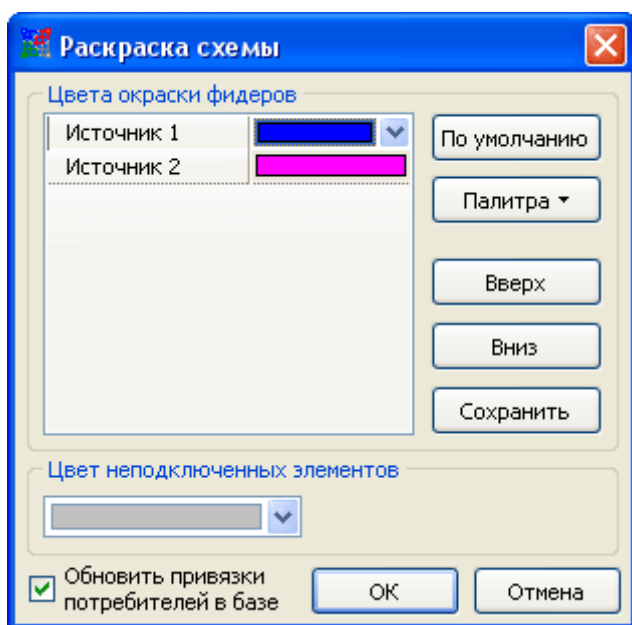 Раскраска схемы
Цвета окраски фидеров
Источник 1
Источник 2
По умолчанию
Палитра
Вверх
Вниз
Сохранить
Цвет неподключенных элементов
Обновить привязки
потребителей в базе
ОК
Отмена